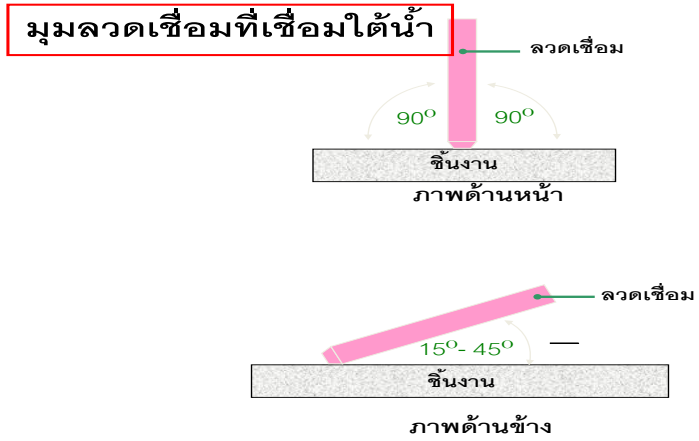 มุมลวดเชื่อมที่เชื่อมใต้น้ำ
ลวดเชื่อม
90º 90º
ชิ้นงาน
ภาพด้านหน้า
ลวดเชื่อม
15º- 45º
ชิ้นงาน
ภาพด้านข้าง